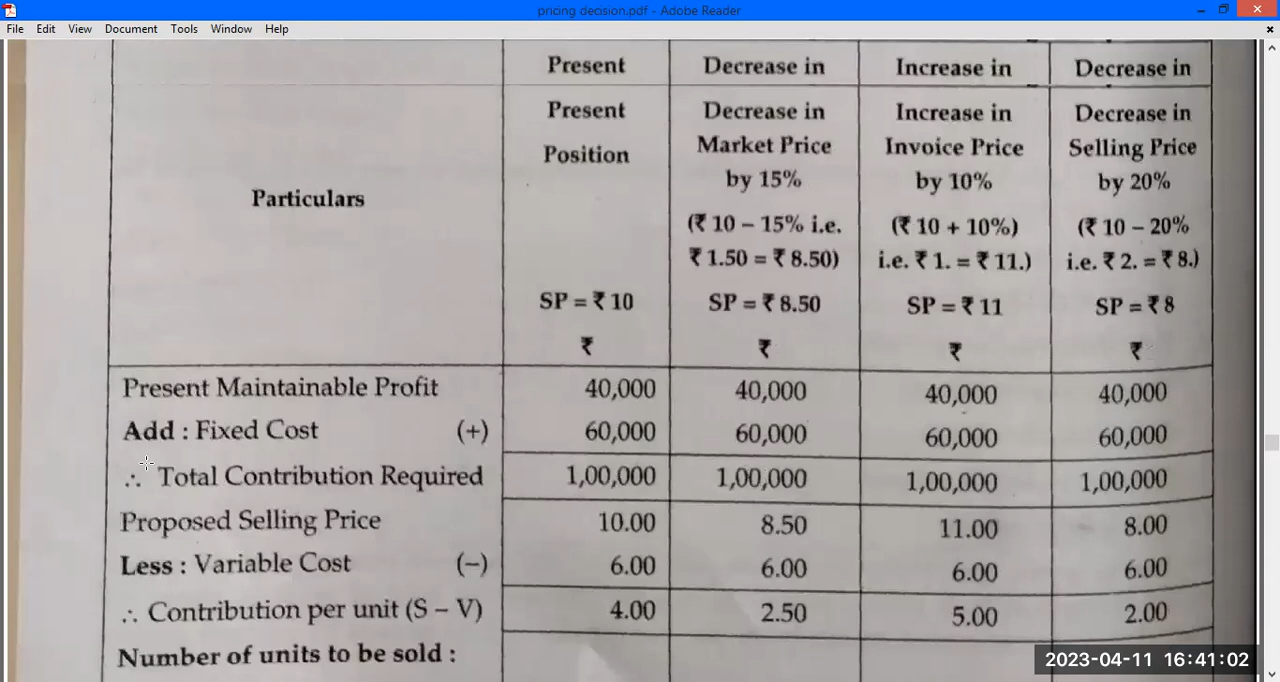 pricing decision.pdf - Adobe Reader
File Edit View Document Tools Window Help
Present Decrease in Increase in Decrease in
Particulars
Present
Position
SP = ₹ 10
₹
Decrease in
Market Price
by 15%
(₹ 10 – 15% i.e.
₹ 1.50 = ₹ 8.50)
SP = ₹ 8.50
₹
Increase in
Invoice Price
by 10%
(₹ 10 + 10%)
i.e. ₹ 1. = ₹ 11.)
SP = ₹ 11
₹
Decrease in
Selling Price
by 20%
(₹ 10 – 20%
i.e. ₹ 2. = ₹ 8.)
SP = ₹ 8
₹
Present Maintainable Profit 40,000 40,000 40,000 40,000
Add : Fixed Cost (+) 60,000 60,000 60,000 60,000
∴ Total Contribution Required 1,00,000 1,00,000 1,00,000 1,00,000
Proposed Selling Price 10.00 8.50 11.00 8.00
Less : Variable Cost (–) 6.00 6.00 6.00 6.00
∴ Contribution per unit (S – V) 4.00 2.50 5.00 2.00
Number of units to be sold :
2023-04-11 16:41:02